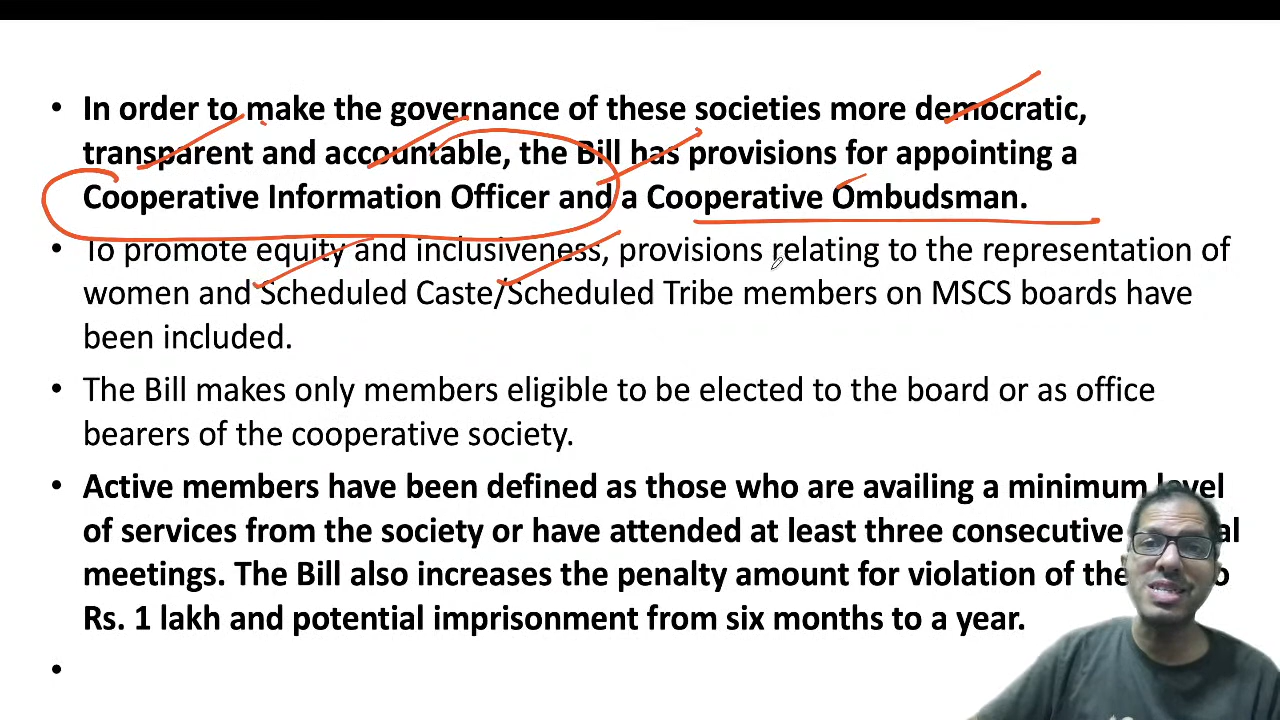 • In order to make the governance of these societies more democratic,
transparent and accountable, the Bill has provisions for appointing a
Cooperative Information Officer and a Cooperative Ombudsman.
• To promote equity and inclusiveness, provisions relating to the representation of
women and Scheduled Caste/Scheduled Tribe members on MSCS boards have
been included.
• The Bill makes only members eligible to be elected to the board or as office
bearers of the cooperative society.
• Active members have been defined as those who are availing a minimum level
of services from the society or have attended at least three consecutive
meetings. The Bill also increases the penalty amount for violation of the
Rs. 1 lakh and potential imprisonment from six months to a year.
•